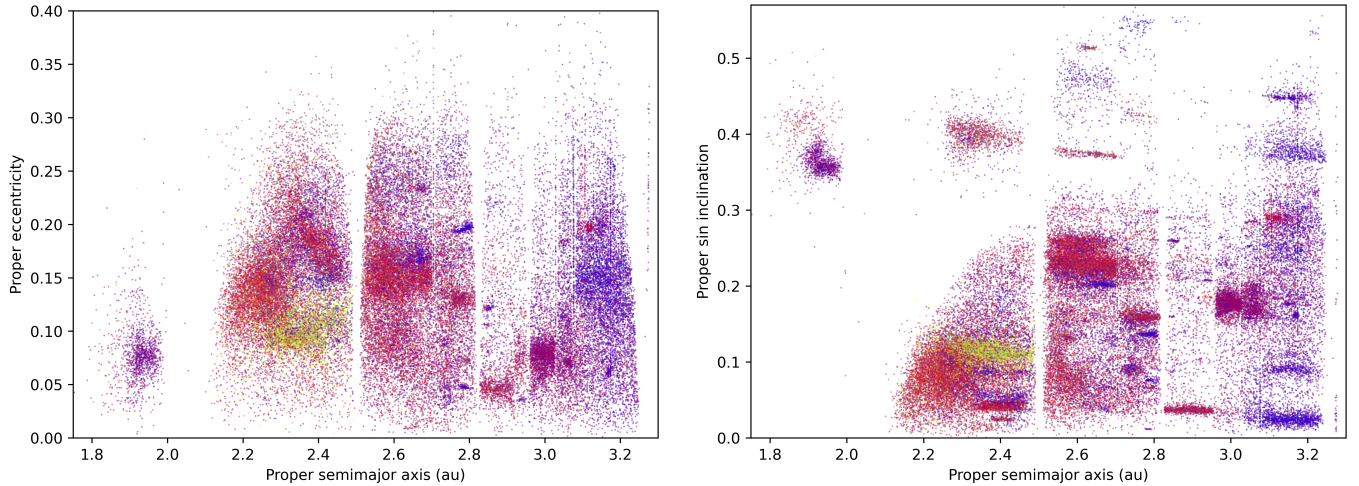 0.40
0.35
0.30
0.25
0.20
0.15
0.10
0.05
0.00
Proper eccentricity
1.8 2.0 2.2 2.4 2.6 2.8 3.0 3.2
Proper semimajor axis (au)
0.5
0.4
0.3
0.2
0.1
0.0
Proper sin inclination
1.8 2.0 2.2 2.4 2.6 2.8 3.0 3.2
Proper semimajor axis (au)